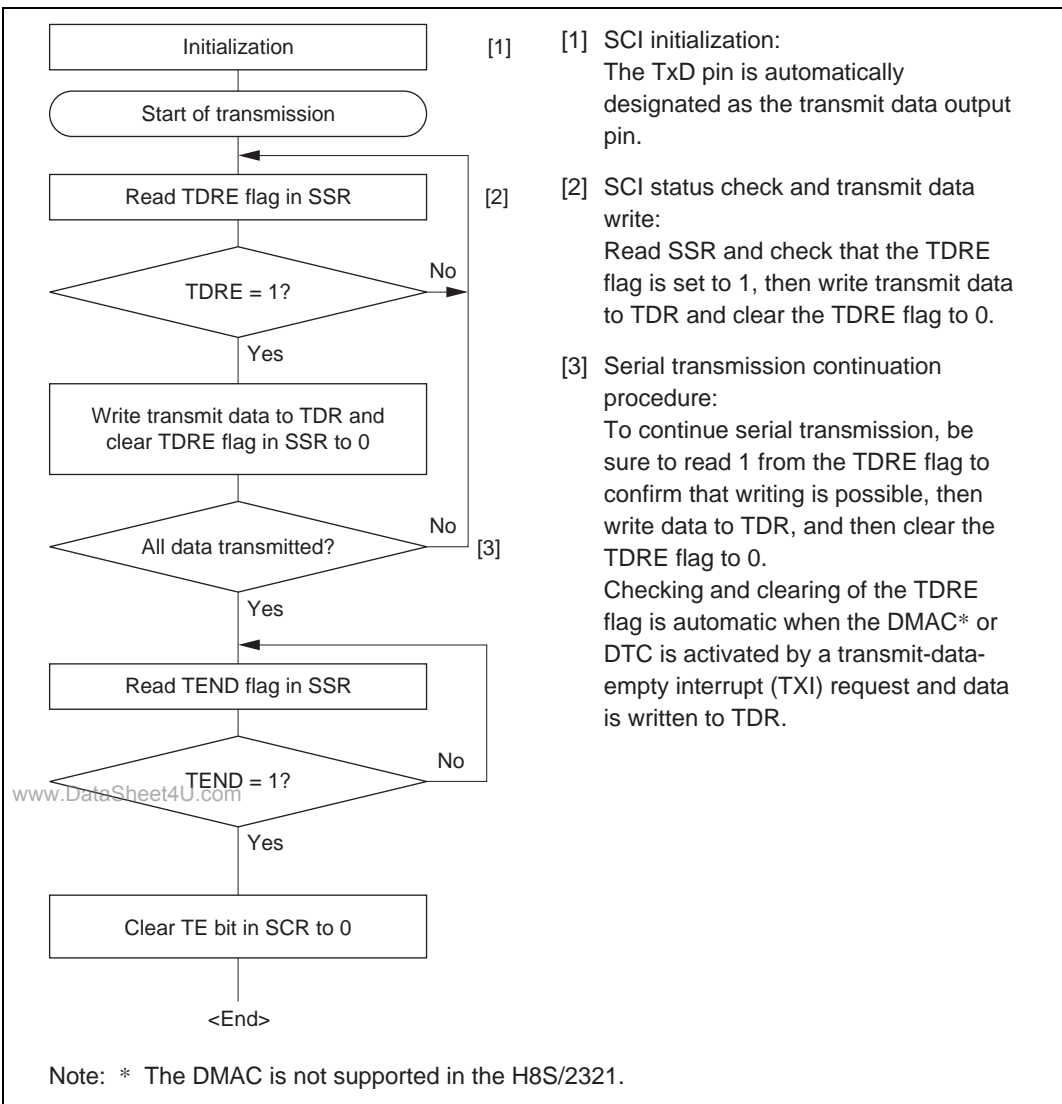 Initialization
[1]
Start of transmission
Read TDRE flag in SSR
[2]
TDRE = 1?
No
Yes
Write transmit data to TDR and
clear TDRE flag in SSR to 0
All data transmitted?
No
[3]
Yes
Read TEND flag in SSR
TEND = 1?
No
www.DataSheet4U.com
Yes
Clear TE bit in SCR to 0
<End>
[1] SCI initialization:
The TxD pin is automatically
designated as the transmit data output
pin.
[2] SCI status check and transmit data
write:
Read SSR and check that the TDRE
flag is set to 1, then write transmit data
to TDR and clear the TDRE flag to 0.
[3] Serial transmission continuation
procedure:
To continue serial transmission, be
sure to read 1 from the TDRE flag to
confirm that writing is possible, then
write data to TDR, and then clear the
TDRE flag to 0.
Checking and clearing of the TDRE
flag is automatic when the DMAC* or
DTC is activated by a transmit-data-
empty interrupt (TXI) request and data
is written to TDR.
Note: * The DMAC is not supported in the H8S/2321.